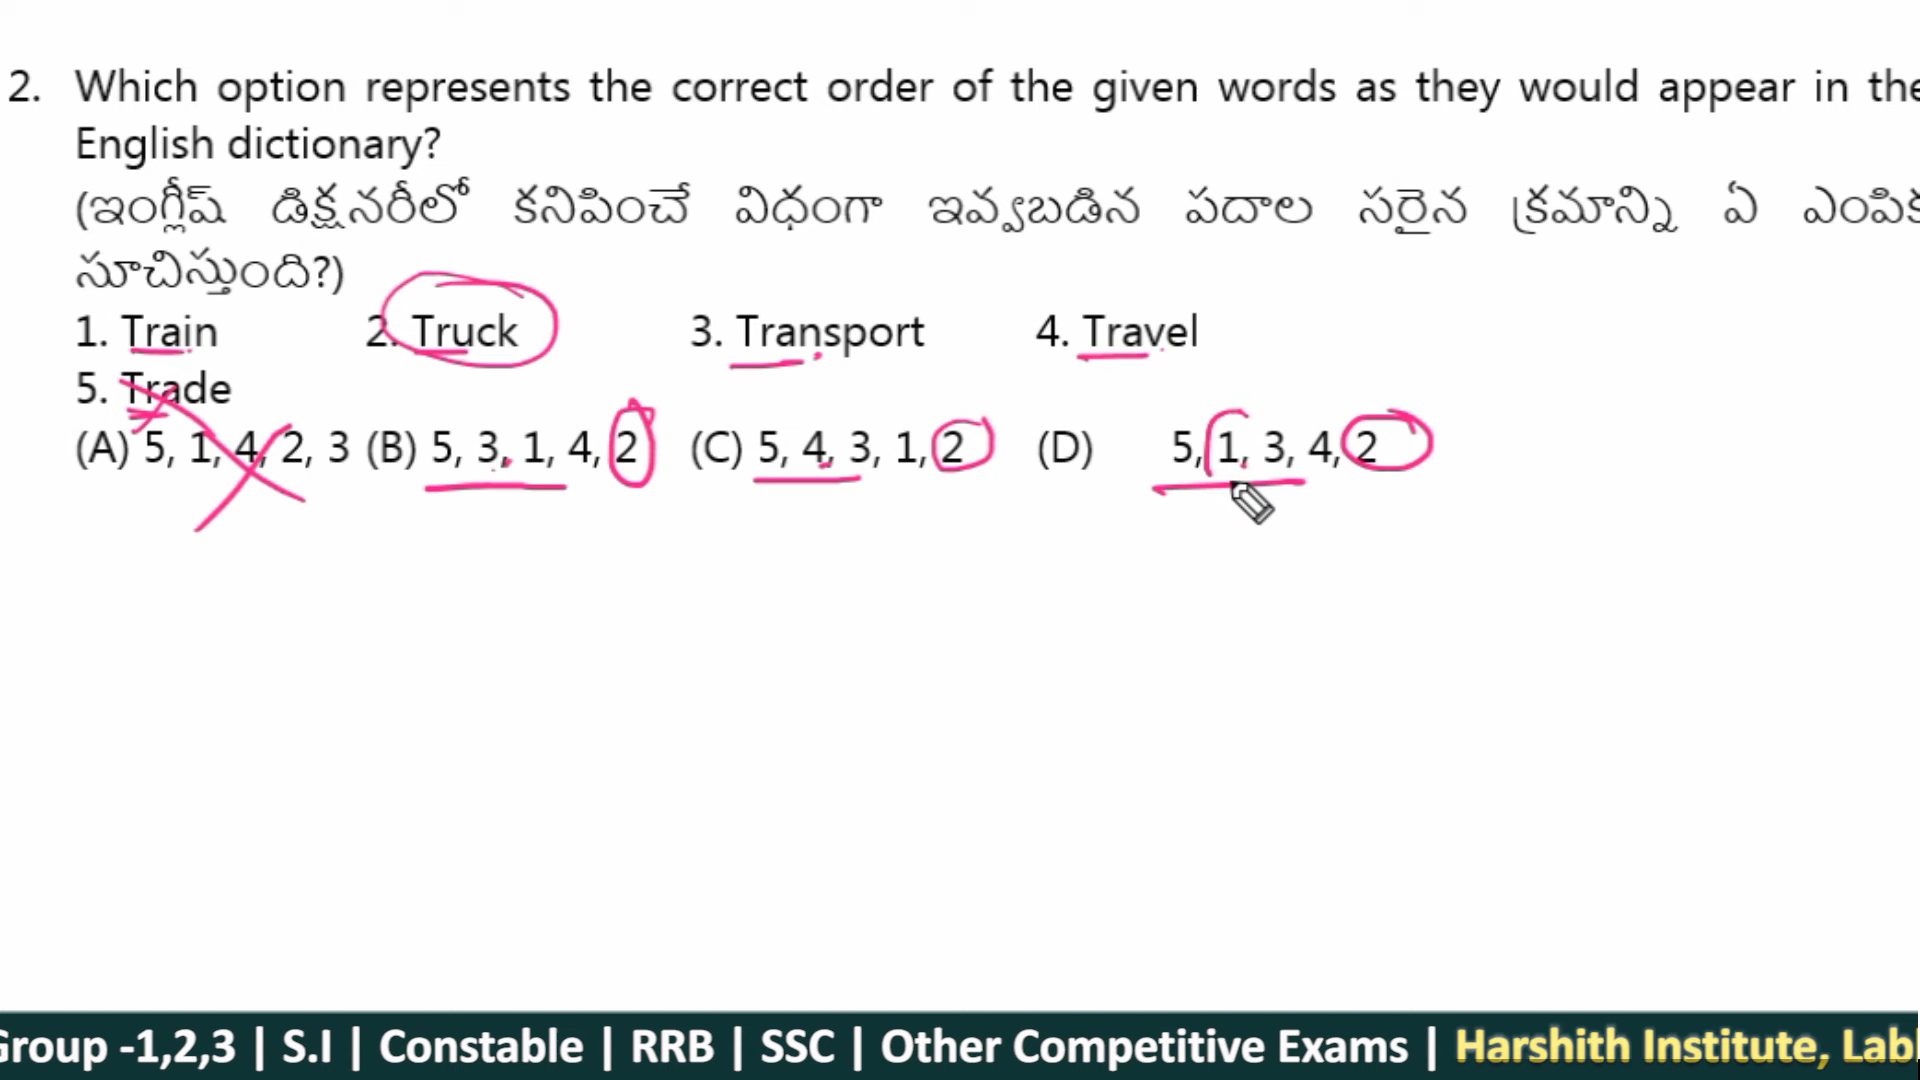 2. Which option represents the correct order of the given words as they would appear in the
English dictionary?
(ఇంగ్లీష్ డిక్షనరీలో కనిపించే విధంగా ఇవ్వబడిన పదాల సరైన క్రమాన్ని ఏ ఎంపిక
సూచిస్తుంది?)
1. Train 2. Truck 3. Transport 4. Travel
5. Trade
(A) 5, 1, 4, 2, 3 (B) 5, 3, 1, 4, 2 (C) 5, 4, 3, 1, 2 (D) 5, 1, 3, 4, 2
Group -1,2,3 | S.I | Constable | RRB | SSC | Other Competitive Exams | Harshith Institute, Labb